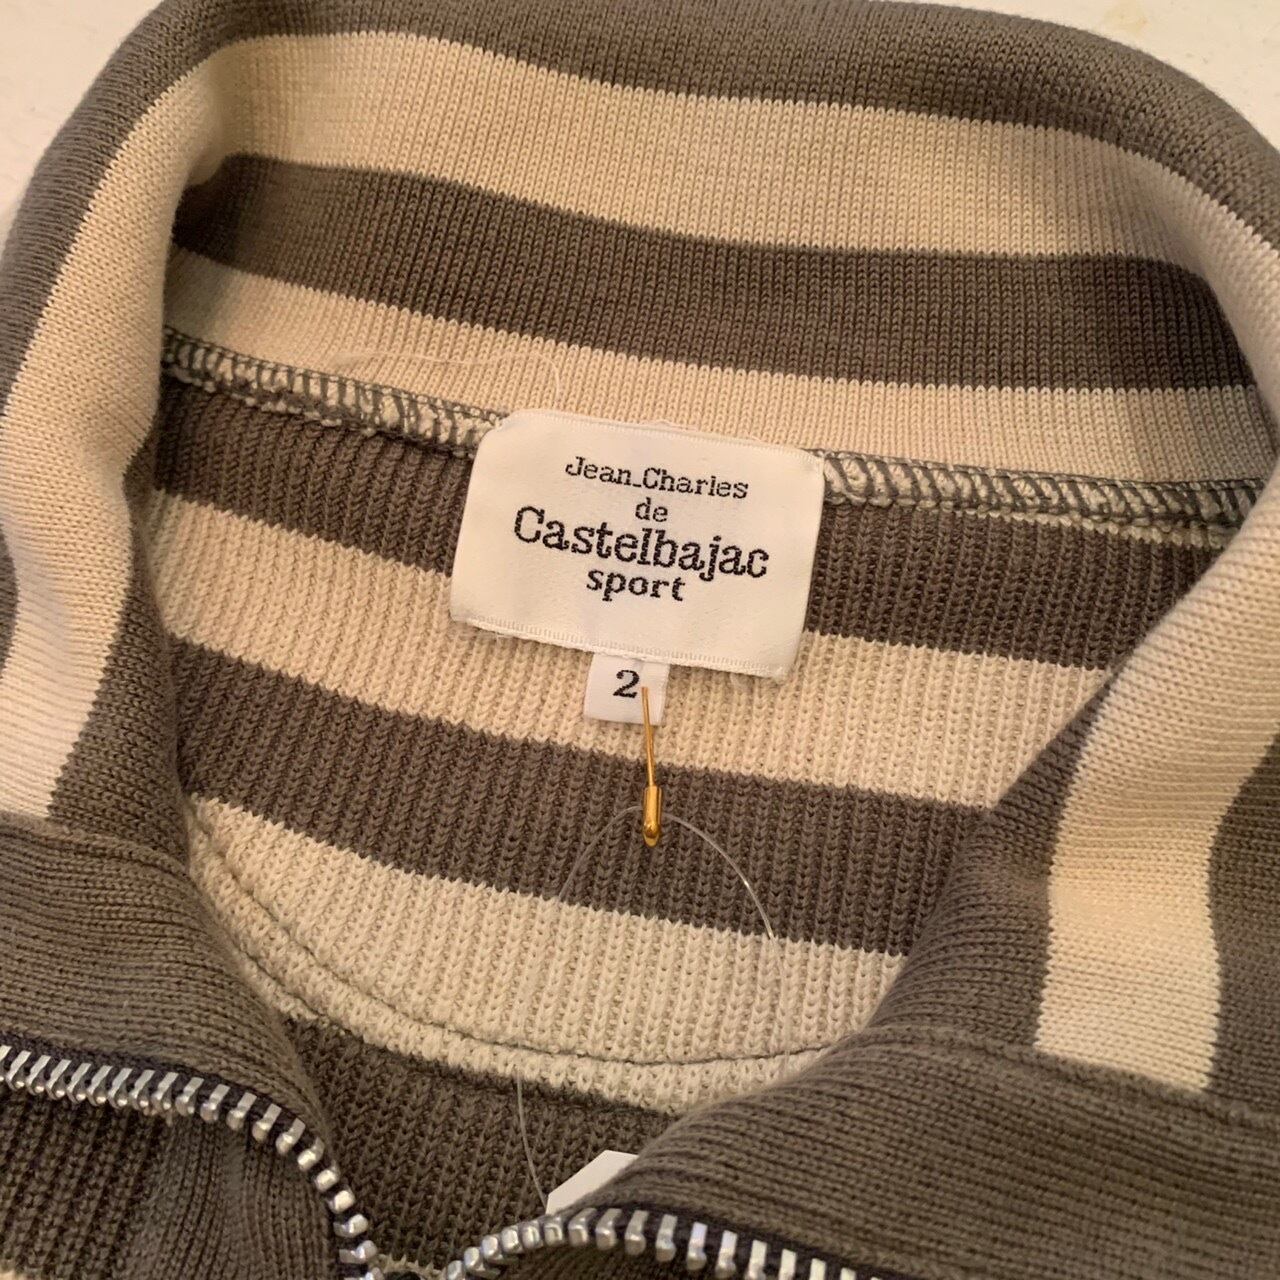 Jean_Charles
de
Castelbajac
sport
2